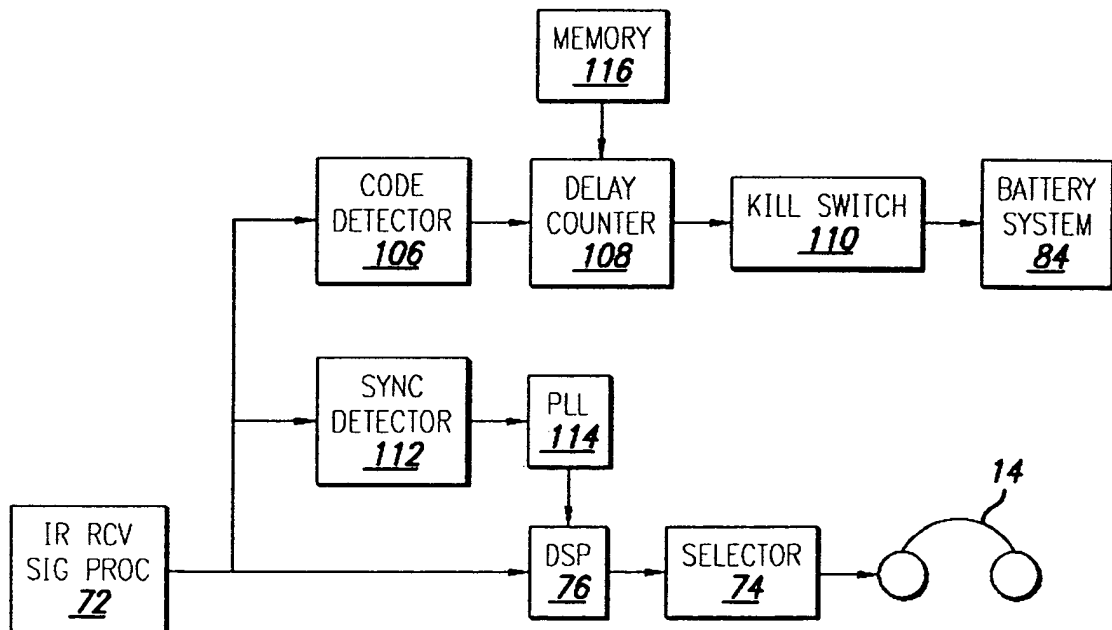 MEMORY
116
CODE
DETECTOR
106
DELAY
COUNTER
108
KILL SWITCH
110
BATTERY
SYSTEM
84
SYNC
DETECTOR
112
PLL
114
14
IR RCV
SIG PROC
72
DSP
76
SELECTOR
74